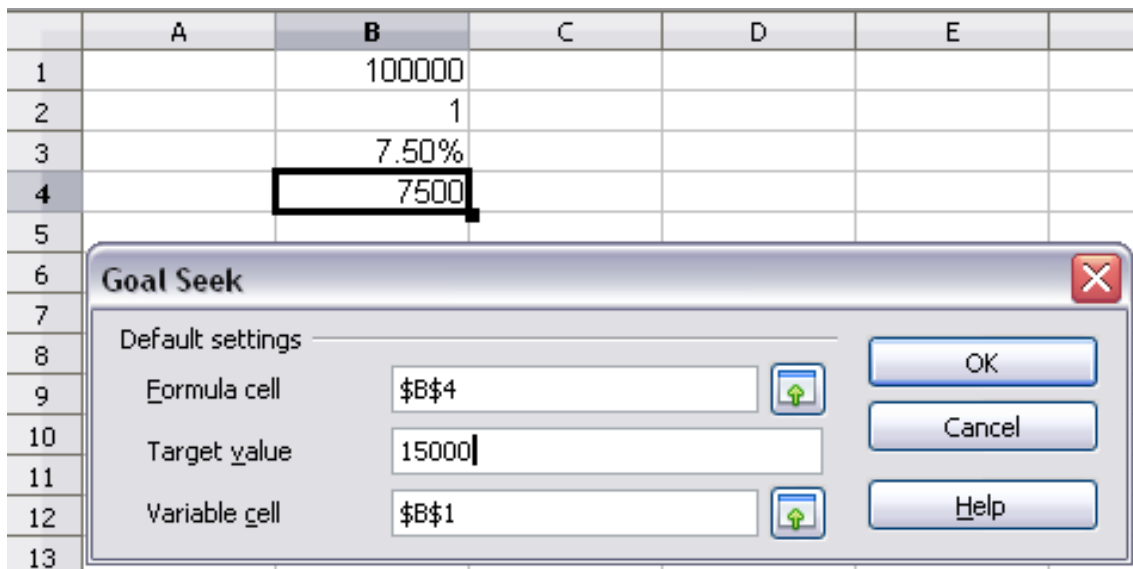 A B C D E
1 100000
2 1
3 7.50%
4 7500
5
6 Goal Seek
7
Default settings
8
OK
Formula cell $B$4
9
10 Cancel
Target value 15000
11
12 Variable cell $B$1 Help
13